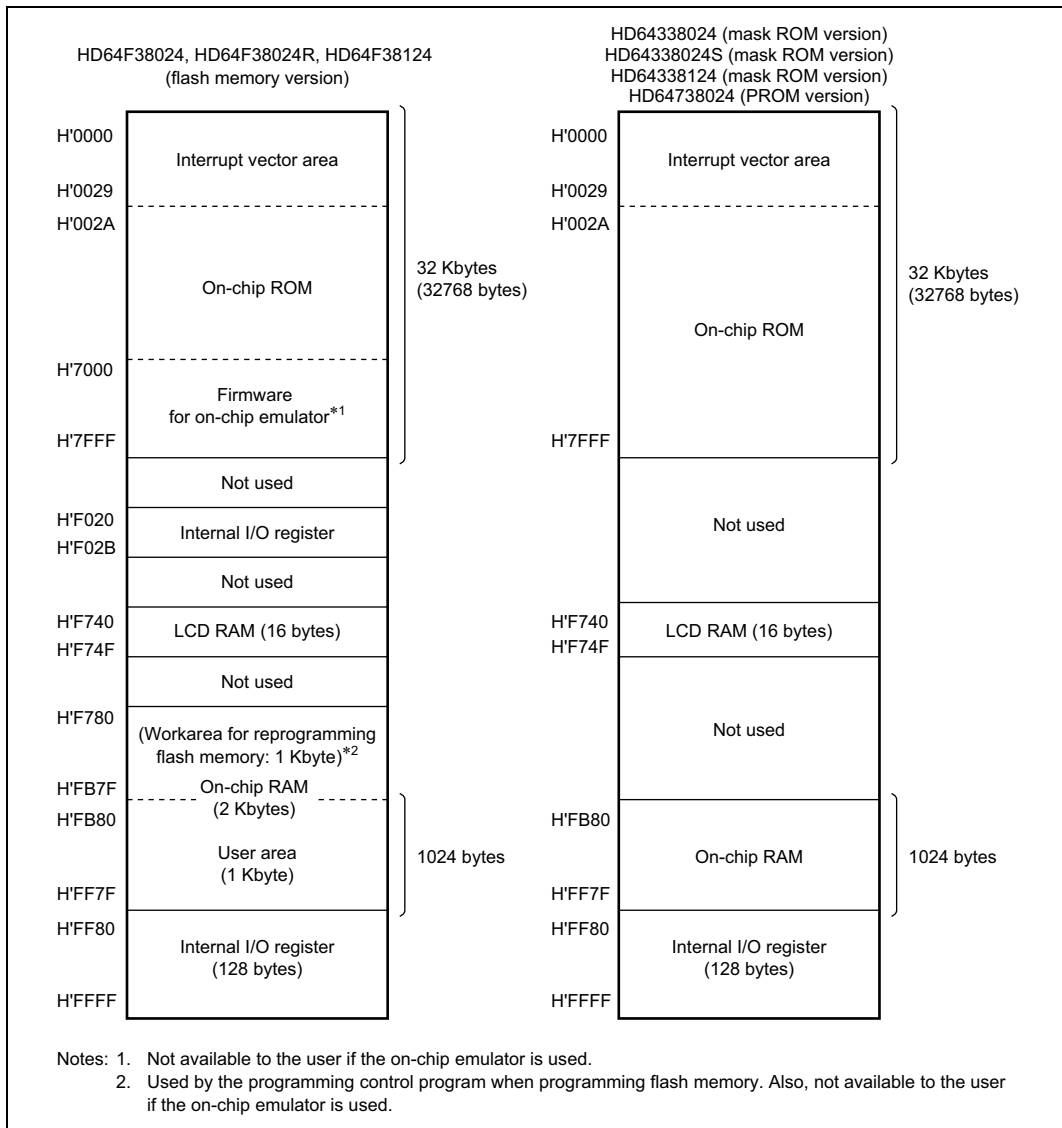 HD64F38024, HD64F38024R, HD64F38124
(flash memory version)
H'0000
Interrupt vector area
H'0029
H'002A
On-chip ROM
32 Kbytes
(32768 bytes)
H'7000
Firmware
for on-chip emulator*1
H'7FFF
Not used
H'F020
Internal I/O register
H'F02B
Not used
H'F740
LCD RAM (16 bytes)
H'F74F
Not used
H'F780
(Workarea for reprogramming
flash memory: 1 Kbyte)*2
H'FB7F
On-chip RAM
(2 Kbytes)
H'FB80
User area
(1 Kbyte)
1024 bytes
H'FF7F
H'FF80
Internal I/O register
(128 bytes)
H'FFFF
HD64338024 (mask ROM version)
HD64338024S (mask ROM version)
HD64338124 (mask ROM version)
HD64738024 (PROM version)
H'0000
Interrupt vector area
H'0029
H'002A
32 Kbytes
(32768 bytes)
On-chip ROM
H'7FFF
Not used
H'F740
LCD RAM (16 bytes)
H'F74F
Not used
H'FB80
On-chip RAM
1024 bytes
H'FF7F
H'FF80
Internal I/O register
(128 bytes)
H'FFFF
Notes: 1. Not available to the user if the on-chip emulator is used.
2. Used by the programming control program when programming flash memory. Also, not available to the user
if the on-chip emulator is used.